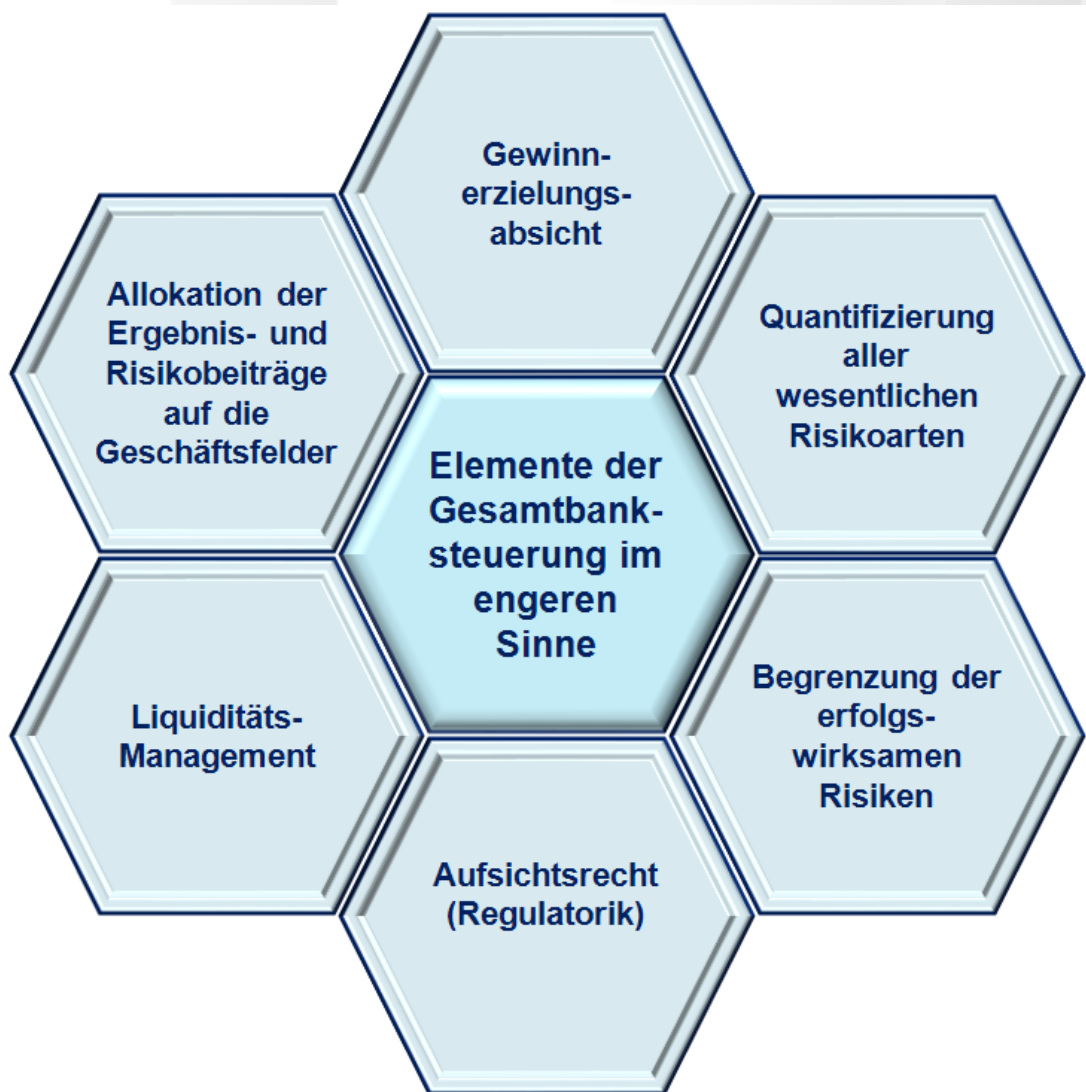 Gewinn-
erzielungs-
absicht
Allokation der
Ergebnis- und
Risikobeiträge
auf die
Geschäftsfelder
Quantifizierung
aller
wesentlichen
Risikoarten
Elemente der
Gesamtbank-
steuerung im
engeren
Sinne
Liquiditäts-
Management
Begrenzung der
erfolgs-
wirksamen
Risiken
Aufsichtsrecht
(Regulatorik)